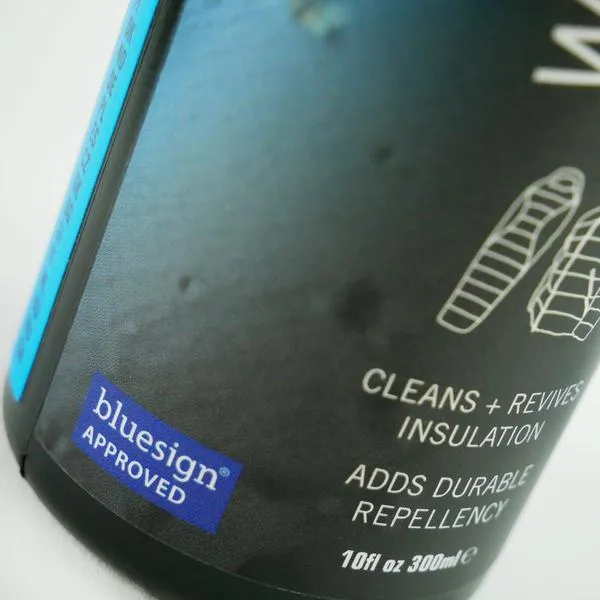 CLEANS + REVIVES
INSULATION
ADDS DURABLE
REPELLENCY
10fl oz 300ml ℮
bluesign®
APPROVED